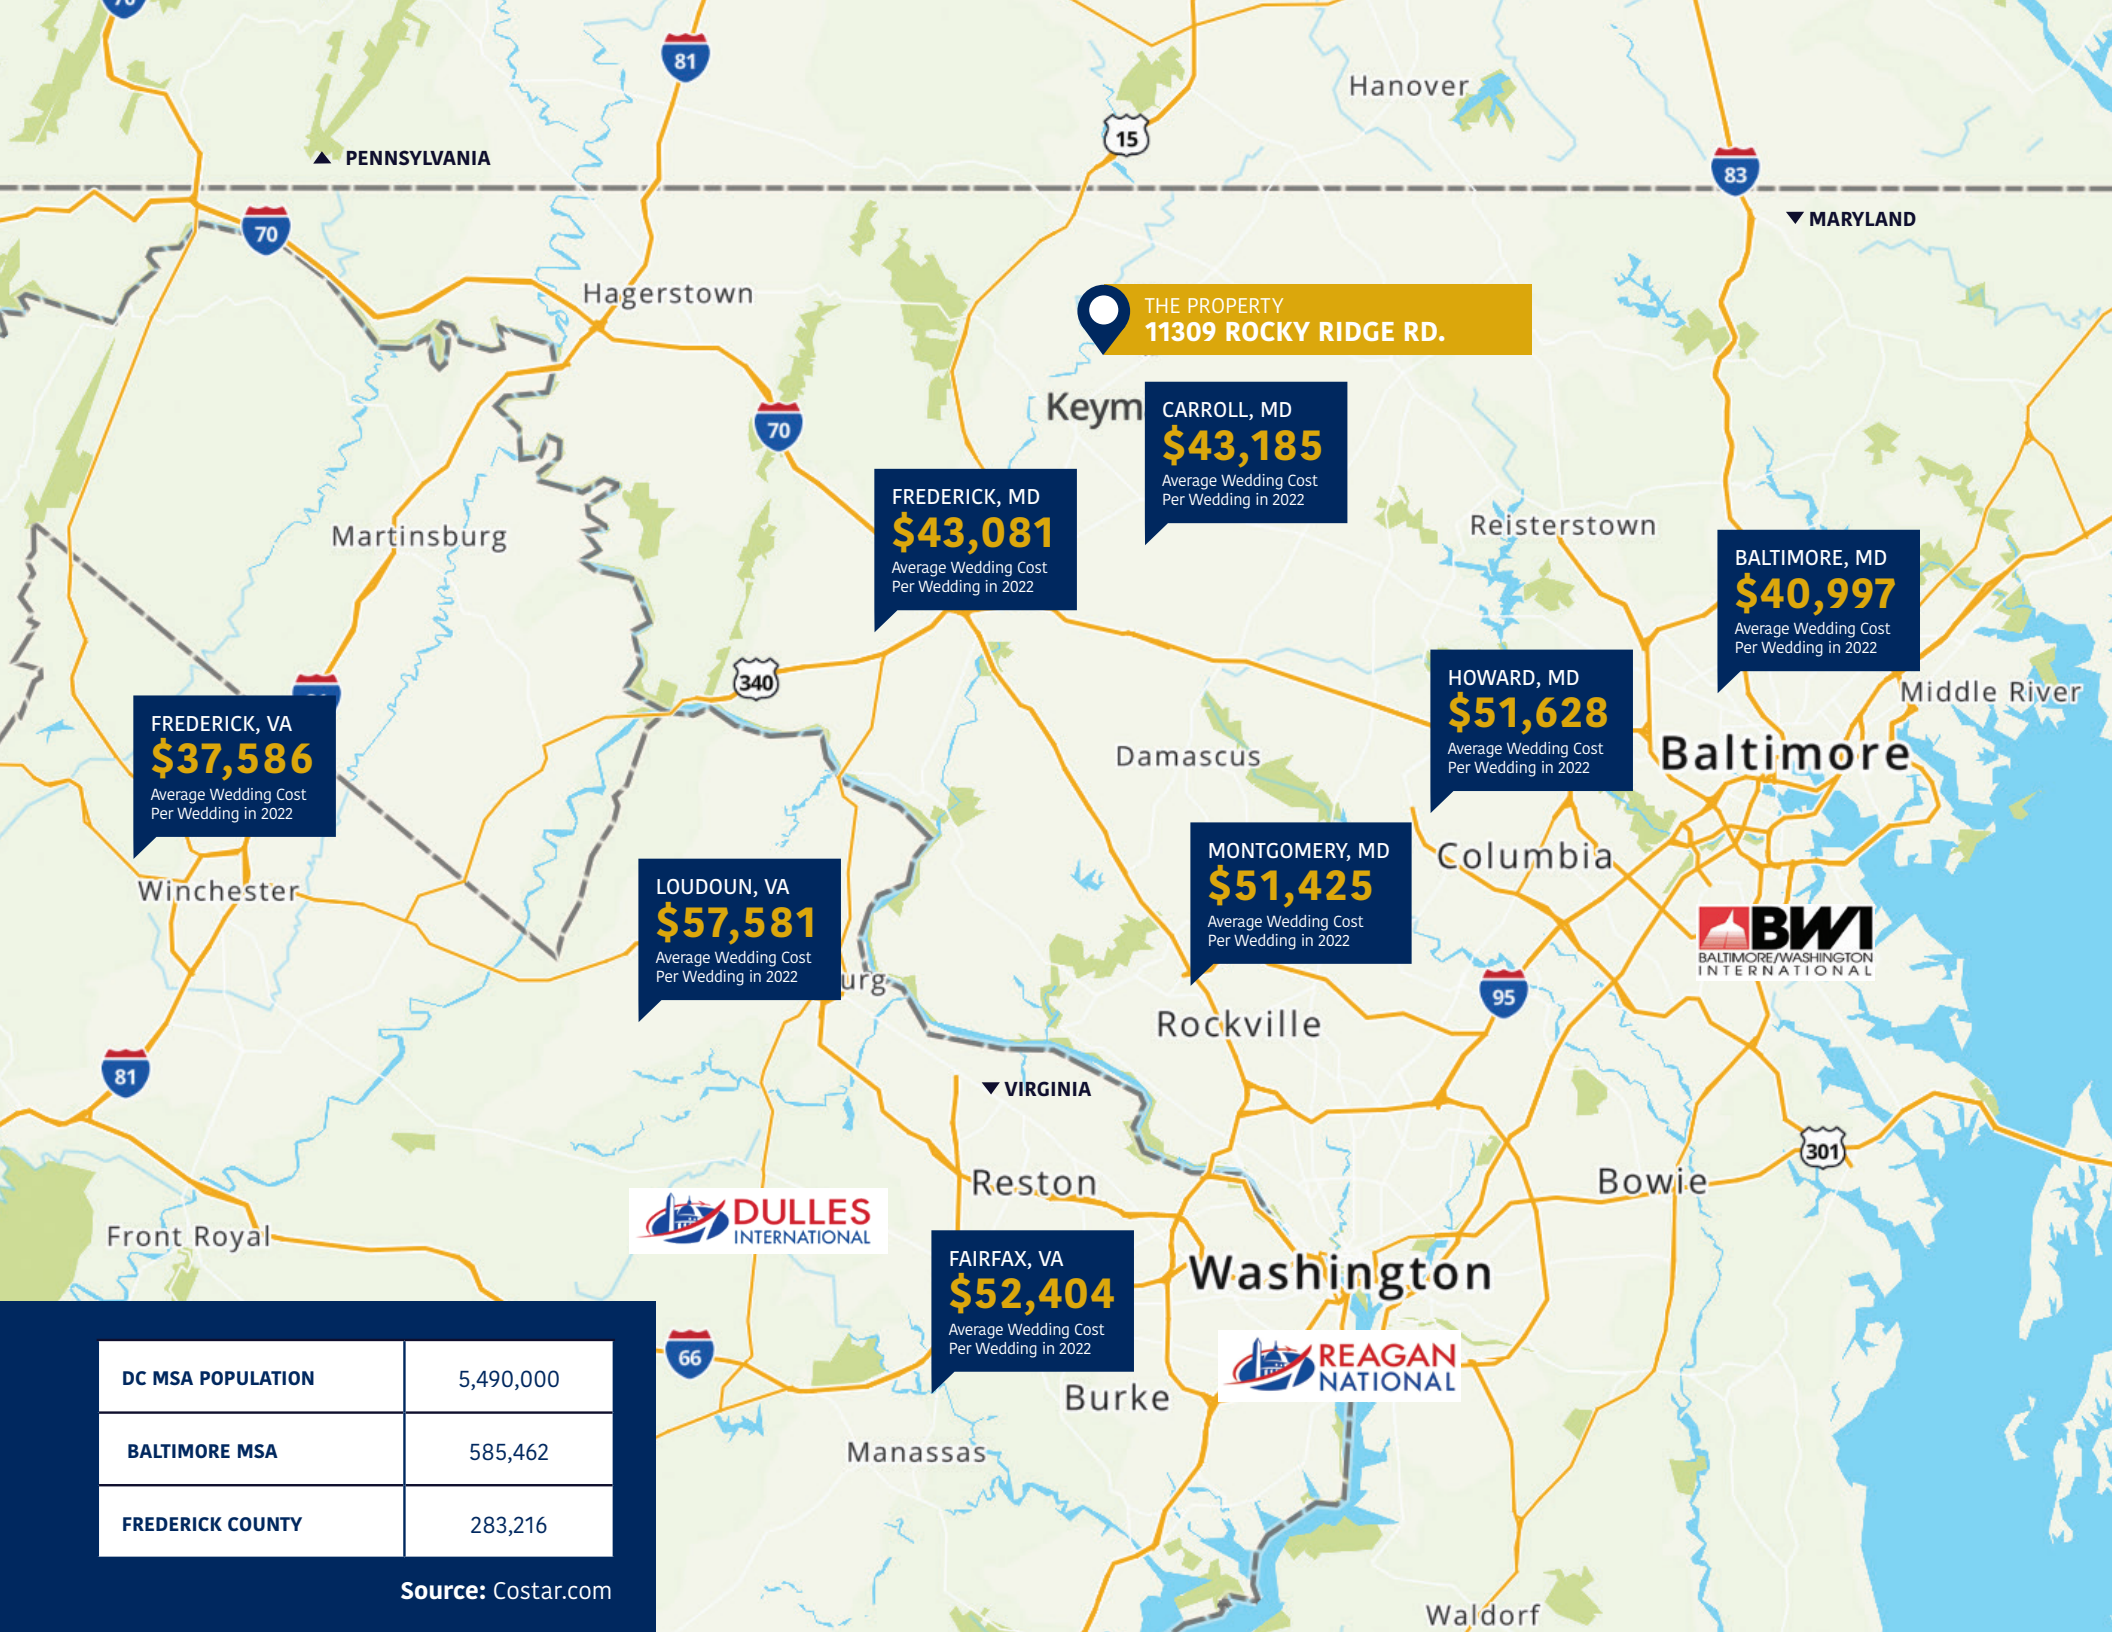 70
81
Hanover
15
PENNSYLVANIA
83
MARYLAND
70
Hagerstown
THE PROPERTY
11309 ROCKY RIDGE RD.
Keym
CARROLL, MD
$43,185
Average Wedding Cost
Per Wedding in 2022
70
FREDERICK, MD
$43,081
Average Wedding Cost
Per Wedding in 2022
Martinsburg
Reisterstown
BALTIMORE, MD
$40,997
Average Wedding Cost
Per Wedding in 2022
340
HOWARD, MD
$51,628
Average Wedding Cost
Per Wedding in 2022
Middle River
FREDERICK, VA
$37,586
Average Wedding Cost
Per Wedding in 2022
Damascus
Baltimore
MONTGOMERY, MD
$51,425
Average Wedding Cost
Per Wedding in 2022
Columbia
LOUDOUN, VA
$57,581
Average Wedding Cost
Per Wedding in 2022
Winchester
urg
BWI
BALTIMORE/WASHINGTON
INTERNATIONAL
95
Rockville
81
VIRGINIA
301
Reston
Bowie
DULLES
INTERNATIONAL
Front Royal
FAIRFAX, VA
$52,404
Average Wedding Cost
Per Wedding in 2022
Washington
66
REAGAN
NATIONAL
Burke
Manassas
DC MSA POPULATION 5,490,000
BALTIMORE MSA 585,462
FREDERICK COUNTY 283,216
Source: Costar.com
Waldorf